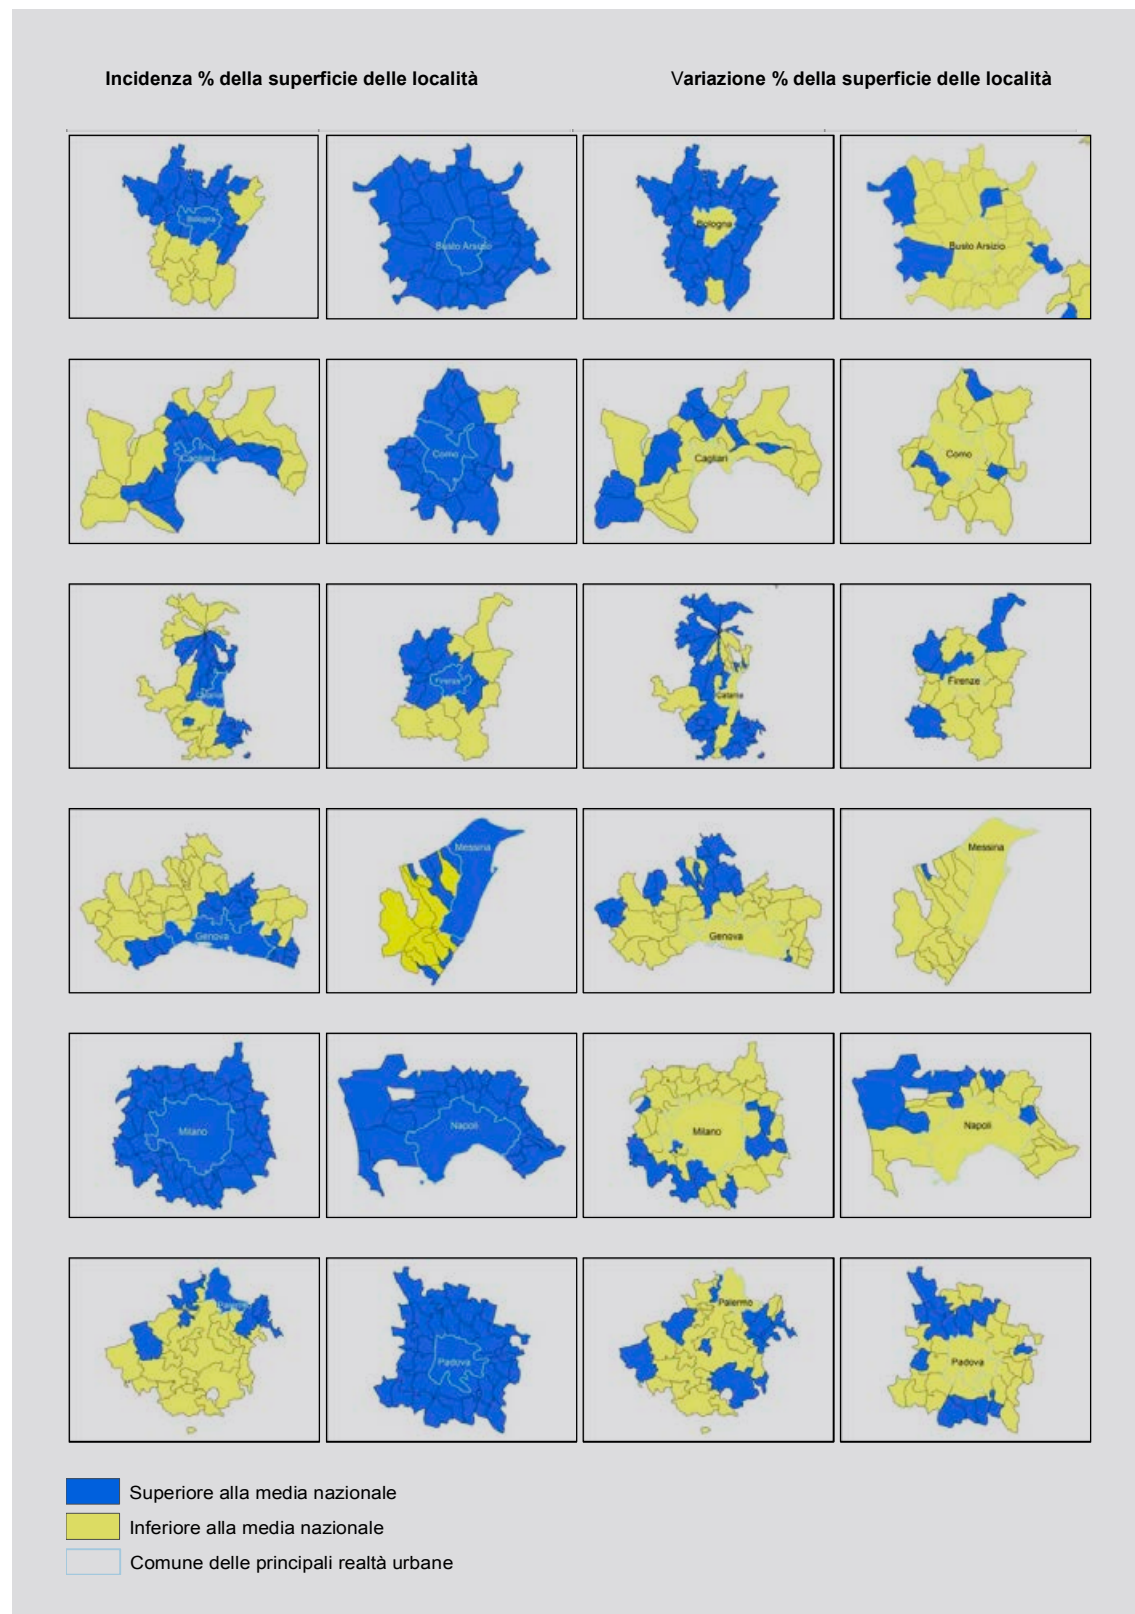 Incidenza % della superficie delle località
Variazione % della superficie delle località
Bologna
Busto Arsizio
Bologna
Busto Arsizio
Cagliari
Como
Cagliari
Como
Catania
Firenze
Catania
Firenze
Genova
Messina
Genova
Messina
Milano
Napoli
Milano
Napoli
Palermo
Padova
Palermo
Padova
Superiore alla media nazionale
Inferiore alla media nazionale
Comune delle principali realtà urbane